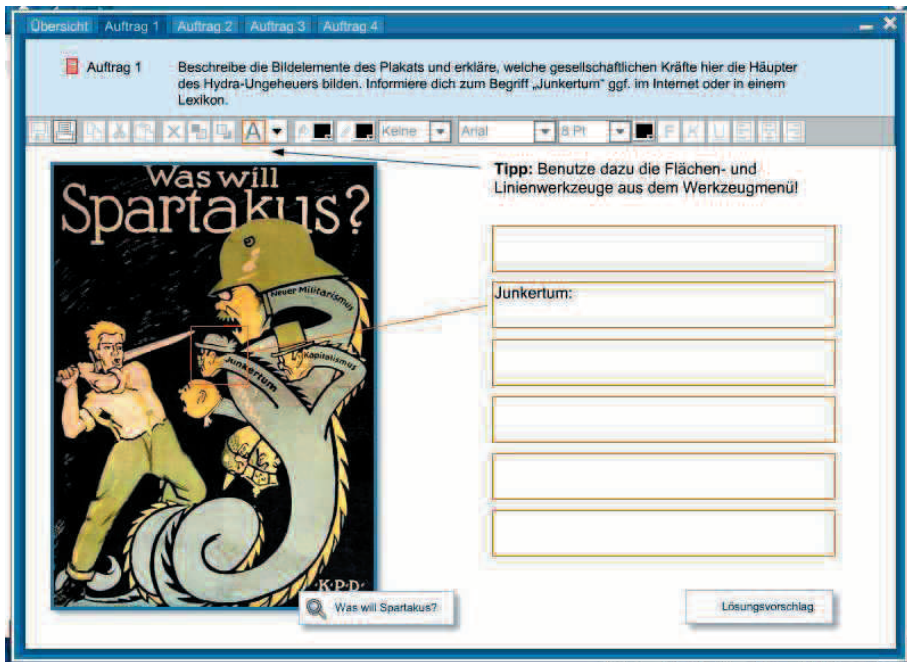 Übersicht Auftrag 1 Auftrag 2 Auftrag 3 Auftrag 4
Auftrag 1
Beschreibe die Bildelemente des Plakats und erkläre, welche gesellschaftlichen Kräfte hier die Häupter
des Hydra-Ungeheuers bilden. Informiere dich zum Begriff „Junkertum“ ggf. im Internet oder in einem
Lexikon.
A Keine Arial 8 Pt F K U
Tipp: Benutze dazu die Flächen- und
Linienwerkzeuge aus dem Werkzeugmenü!
Was will
Spartakus?
Neuer Militarismus
Junkertum
Kapitalismus
K·P·D·
Junkertum:
Was will Spartakus?
Lösungsvorschlag